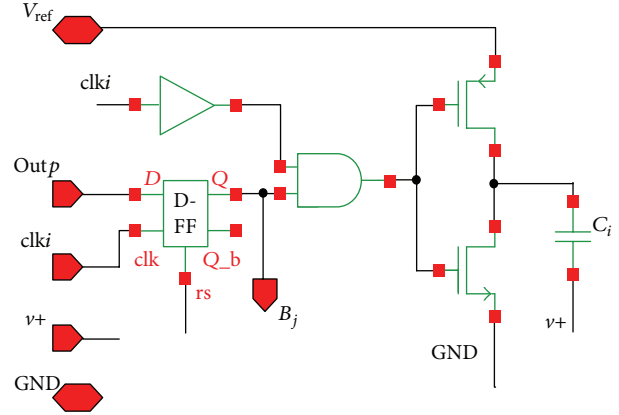 Vref
clki
Outp
D
Q
D-
FF
clki
clk
Q_b
rs
Bj
v+
GND
GND
Ci
v+